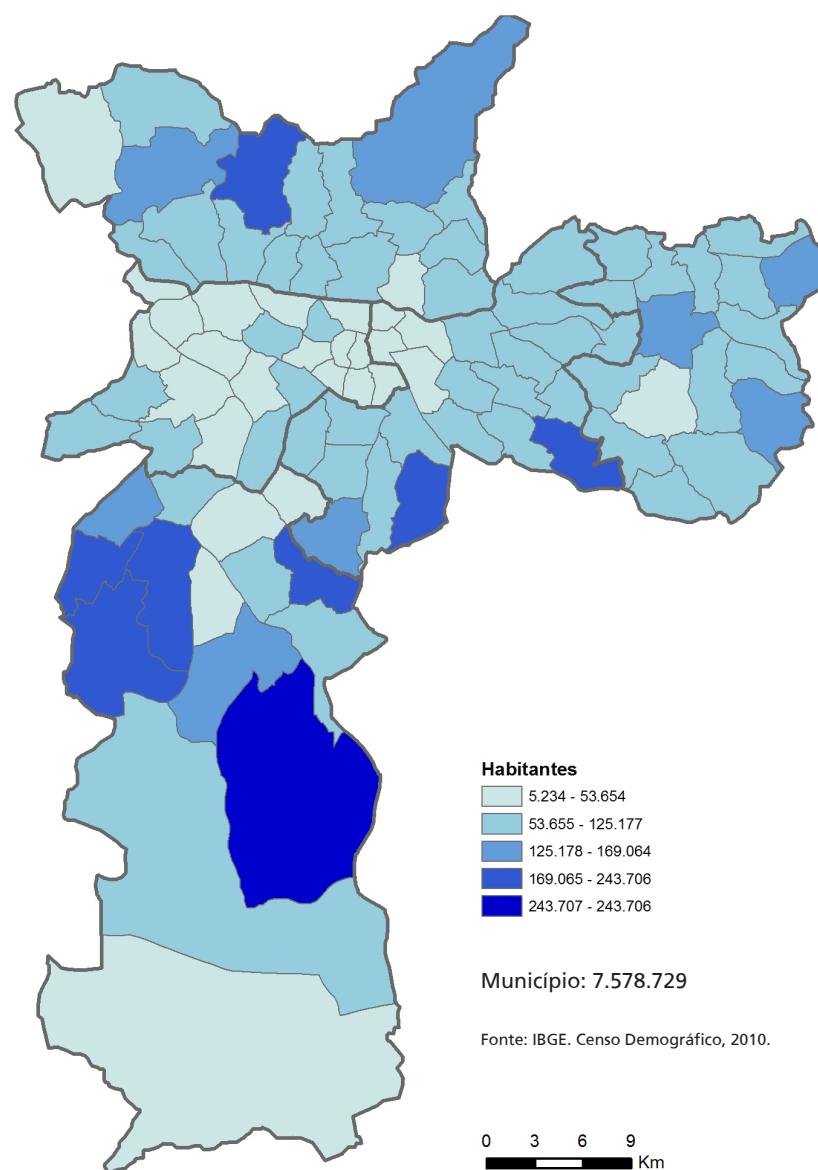 Habitantes
5.234 - 53.654
53.655 - 125.177
125.178 - 169.064
169.065 - 243.706
243.707 - 243.706
Município: 7.578.729
Fonte: IBGE. Censo Demográfico, 2010.
0 3 6 9
Km